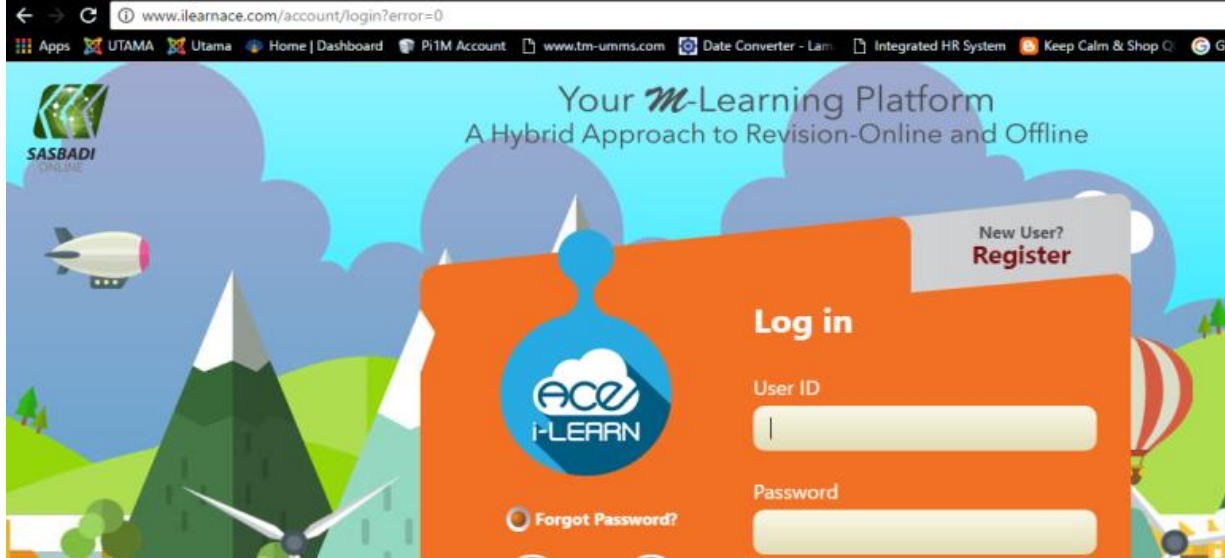 www.ilearnace.com/account/login?error=0
Apps UTAMA Utama Home | Dashboard Pi1M Account www.tm-umms.com Date Converter - Lam Integrated HR System Keep Calm & Shop Q G
SASBADI
ONLINE
Your M-Learning Platform
A Hybrid Approach to Revision-Online and Offline
New User?
Register
Log in
User ID
ACE
i-LEARN
Password
Forgot Password?